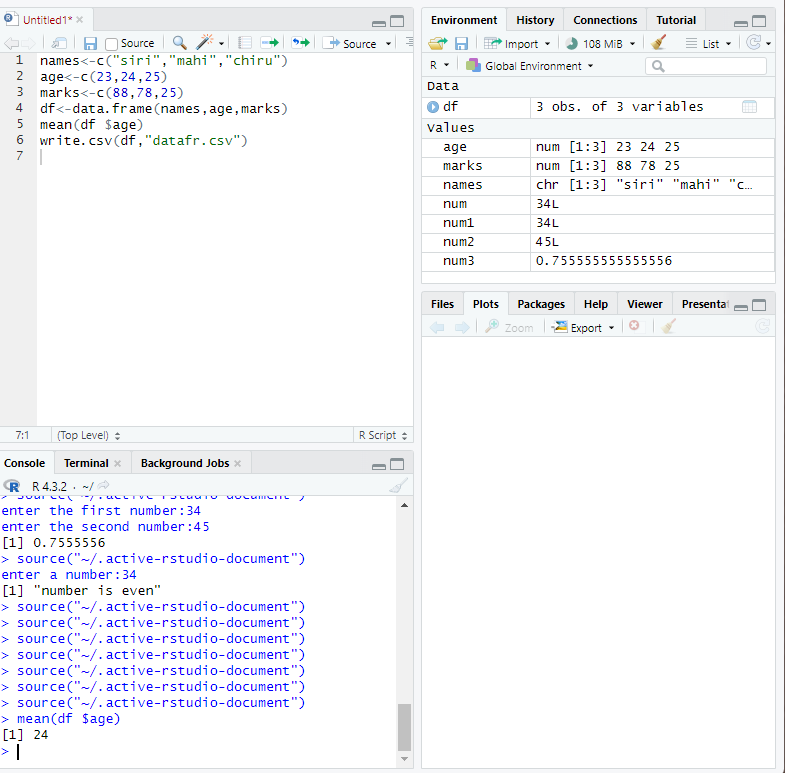 Untitled1*
Source
Source
1 names<-c("siri","mahi","chiru")
2 age<-c(23,24,25)
3 marks<-c(88,78,25)
4 df<-data.frame(names,age,marks)
5 mean(df $age)
6 write.csv(df,"datafr.csv")
7
7:1 (Top Level) R Script
Console Terminal Background Jobs
R 4.3.2 · ~/
> source("~/.active-rstudio-document")
enter the first number:34
enter the second number:45
[1] 0.7555556
> source("~/.active-rstudio-document")
enter a number:34
[1] "number is even"
> source("~/.active-rstudio-document")
> source("~/.active-rstudio-document")
> source("~/.active-rstudio-document")
> source("~/.active-rstudio-document")
> source("~/.active-rstudio-document")
> source("~/.active-rstudio-document")
> source("~/.active-rstudio-document")
> mean(df $age)
[1] 24
>
Environment History Connections Tutorial
Import 108 MiB List
R Global Environment
Data
df 3 obs. of 3 variables
Values
age num [1:3] 23 24 25
marks num [1:3] 88 78 25
names chr [1:3] "siri" "mahi" "c…
num 34L
num1 34L
num2 45L
num3 0.755555555555556
Files Plots Packages Help Viewer Presentat
Zoom Export